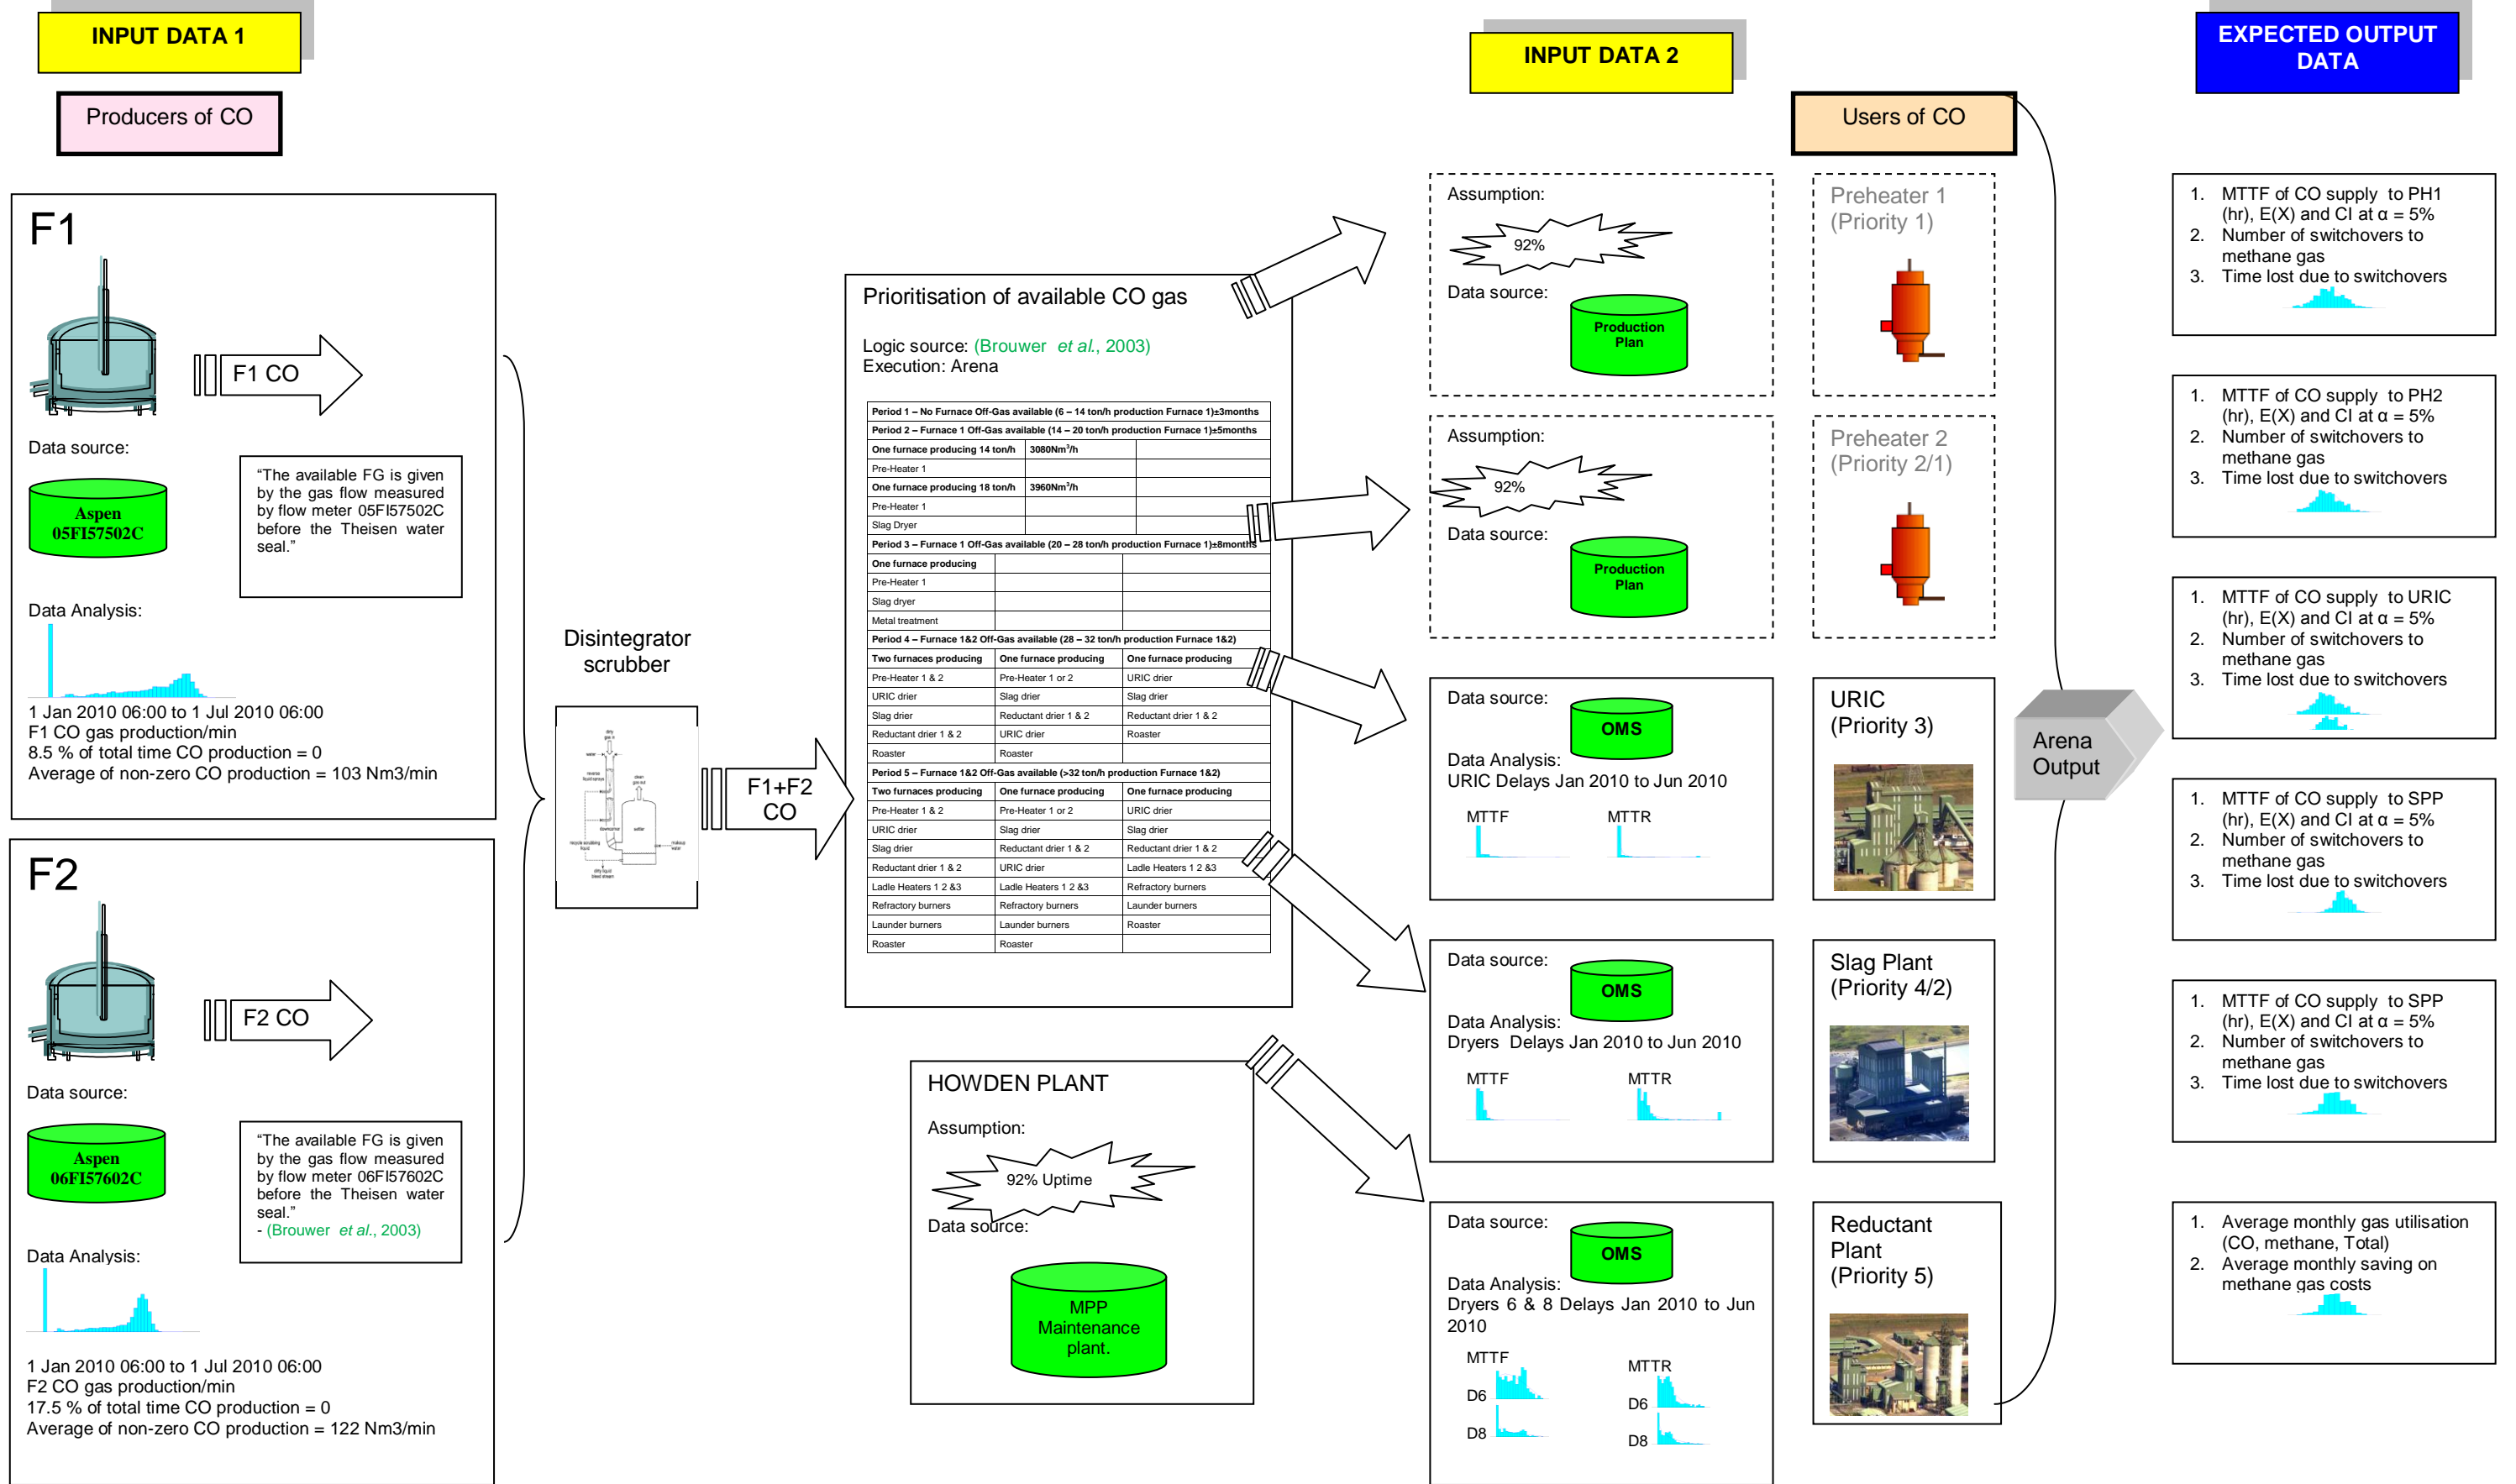 INPUT DATA 1
Producers of CO
F1
F1 CO
Data source:
Aspen
05FI57502C
“The available FG is given
by the gas flow measured
by flow meter 05FI57502C
before the Theisen water
seal.”
Data Analysis:
1 Jan 2010 06:00 to 1 Jul 2010 06:00
F1 CO gas production/min
8.5 % of total time CO production = 0
Average of non-zero CO production = 103 Nm3/min
F2
F2 CO
Data source:
Aspen
06FI57602C
“The available FG is given
by the gas flow measured
by flow meter 06FI57602C
before the Theisen water
seal.”
- (Brouwer et al., 2003)
Data Analysis:
1 Jan 2010 06:00 to 1 Jul 2010 06:00
F2 CO gas production/min
17.5 % of total time CO production = 0
Average of non-zero CO production = 122 Nm3/min
Disintegrator
scrubber
dirty
gas in
water
reverse
liquid sprays
clean
gas out
downcomer
settler
recycle scrubbing
liquid
makeup
water
dirty liquid
bleed stream
F1+F2
CO
Prioritisation of available CO gas
Logic source: (Brouwer et al., 2003)
Execution: Arena
Period 1 – No Furnace Off-Gas available (6 – 14 ton/h production Furnace 1)±3months
Period 2 – Furnace 1 Off-Gas available (14 – 20 ton/h production Furnace 1)±5months
One furnace producing 14 ton/h 3080Nm³/h
Pre-Heater 1
One furnace producing 18 ton/h 3960Nm³/h
Pre-Heater 1
Slag Dryer
Period 3 – Furnace 1 Off-Gas available (20 – 28 ton/h production Furnace 1)±8months
One furnace producing
Pre-Heater 1
Slag dryer
Metal treatment
Period 4 – Furnace 1&2 Off-Gas available (28 – 32 ton/h production Furnace 1&2)
Two furnaces producing One furnace producing One furnace producing
Pre-Heater 1 & 2 Pre-Heater 1 or 2 URIC drier
URIC drier Slag drier Slag drier
Slag drier Reductant drier 1 & 2 Reductant drier 1 & 2
Reductant drier 1 & 2 URIC drier Roaster
Roaster Roaster
Period 5 – Furnace 1&2 Off-Gas available (>32 ton/h production Furnace 1&2)
Two furnaces producing One furnace producing One furnace producing
Pre-Heater 1 & 2 Pre-Heater 1 or 2 URIC drier
URIC drier Slag drier Slag drier
Slag drier Reductant drier 1 & 2 Reductant drier 1 & 2
Reductant drier 1 & 2 URIC drier Ladle Heaters 1 2 &3
Ladle Heaters 1 2 &3 Ladle Heaters 1 2 &3 Refractory burners
Refractory burners Refractory burners Launder burners
Launder burners Launder burners Roaster
Roaster Roaster
HOWDEN PLANT
Assumption:
92% Uptime
Data source:
MPP
Maintenance
plant.
INPUT DATA 2
Users of CO
Assumption:
92%
Data source:
Production
Plan
Preheater 1
(Priority 1)
Assumption:
92%
Data source:
Production
Plan
Preheater 2
(Priority 2/1)
Data source:
OMS
Data Analysis:
URIC Delays Jan 2010 to Jun 2010
MTTF MTTR
URIC
(Priority 3)
Data source:
OMS
Data Analysis:
Dryers Delays Jan 2010 to Jun 2010
MTTF MTTR
Slag Plant
(Priority 4/2)
Data source:
OMS
Data Analysis:
Dryers 6 & 8 Delays Jan 2010 to Jun
2010
MTTF MTTR
D6 D6
D8 D8
Reductant
Plant
(Priority 5)
Arena
Output
EXPECTED OUTPUT
DATA
1. MTTF of CO supply to PH1
(hr), E(X) and CI at α = 5%
2. Number of switchovers to
methane gas
3. Time lost due to switchovers
1. MTTF of CO supply to PH2
(hr), E(X) and CI at α = 5%
2. Number of switchovers to
methane gas
3. Time lost due to switchovers
1. MTTF of CO supply to URIC
(hr), E(X) and CI at α = 5%
2. Number of switchovers to
methane gas
3. Time lost due to switchovers
1. MTTF of CO supply to SPP
(hr), E(X) and CI at α = 5%
2. Number of switchovers to
methane gas
3. Time lost due to switchovers
1. MTTF of CO supply to SPP
(hr), E(X) and CI at α = 5%
2. Number of switchovers to
methane gas
3. Time lost due to switchovers
1. Average monthly gas utilisation
(CO, methane, Total)
2. Average monthly saving on
methane gas costs